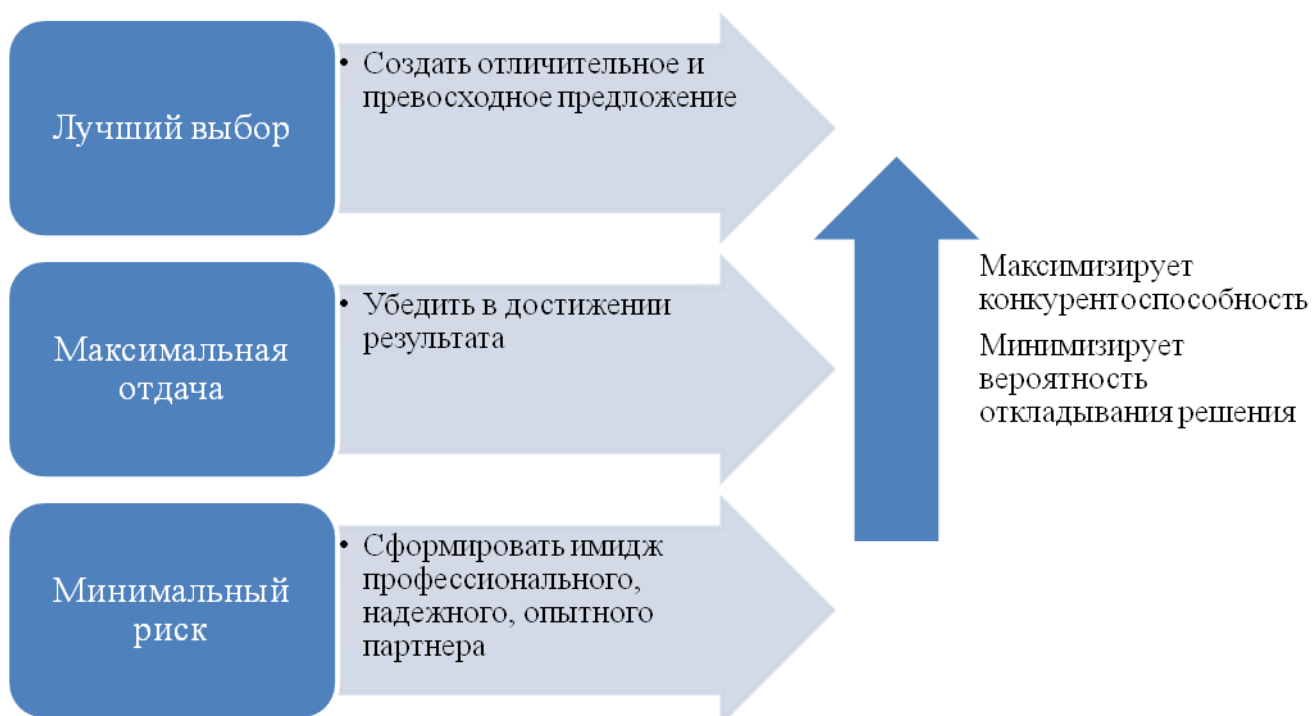 Лучший выбор
• Создать отличительное и
превосходное предложение
Максимальная
отдача
• Убедить в достижении
результата
Минимальный
риск
• Сформировать имидж
профессионального,
надежного, опытного
партнера
Максимизирует
конкурентоспособность
Минимизирует
вероятность
откладывания решения